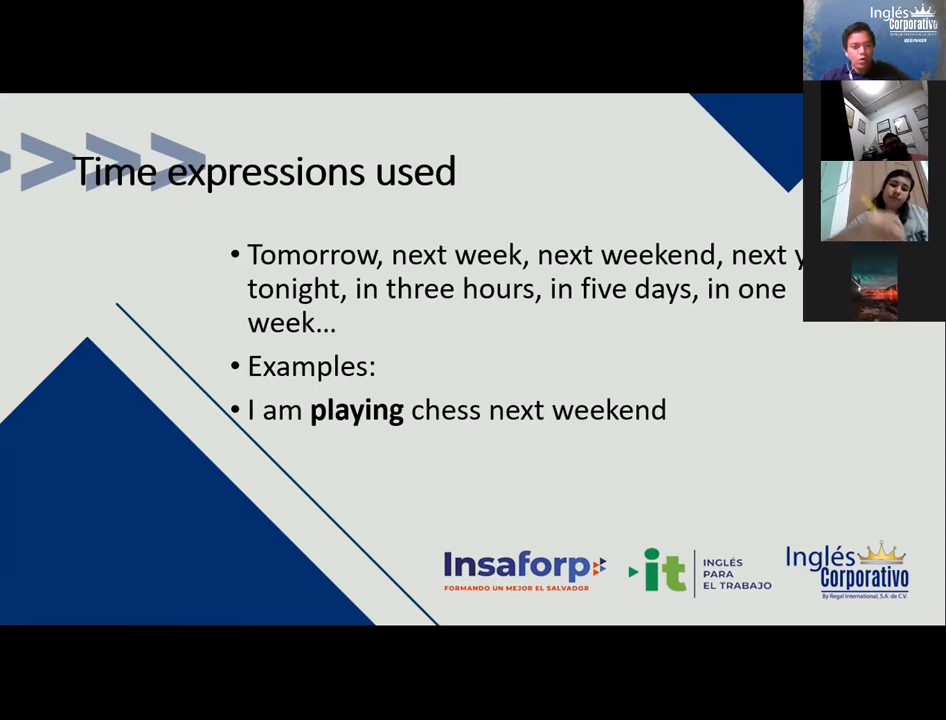 Inglés
Corporativo
BEGINNER
Time expressions used
• Tomorrow, next week, next weekend, next
tonight, in three hours, in five days, in one
week...
• Examples:
• I am playing chess next weekend
Insaforp
FORMANDO UN MEJOR EL SALVADOR
it
INGLÉS
PARA
EL TRABAJO
Inglés
Corporativo
By Regal International, S.A. de C.V.